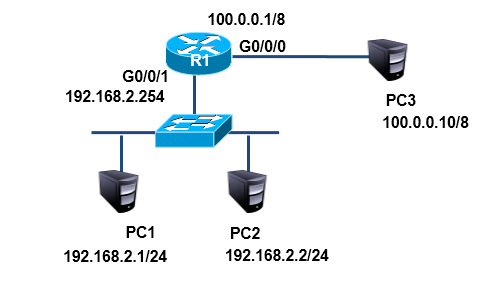 100.0.0.1/8
G0/0/0
R1
G0/0/1
192.168.2.254
PC3
100.0.0.10/8
PC1
192.168.2.1/24
PC2
192.168.2.2/24